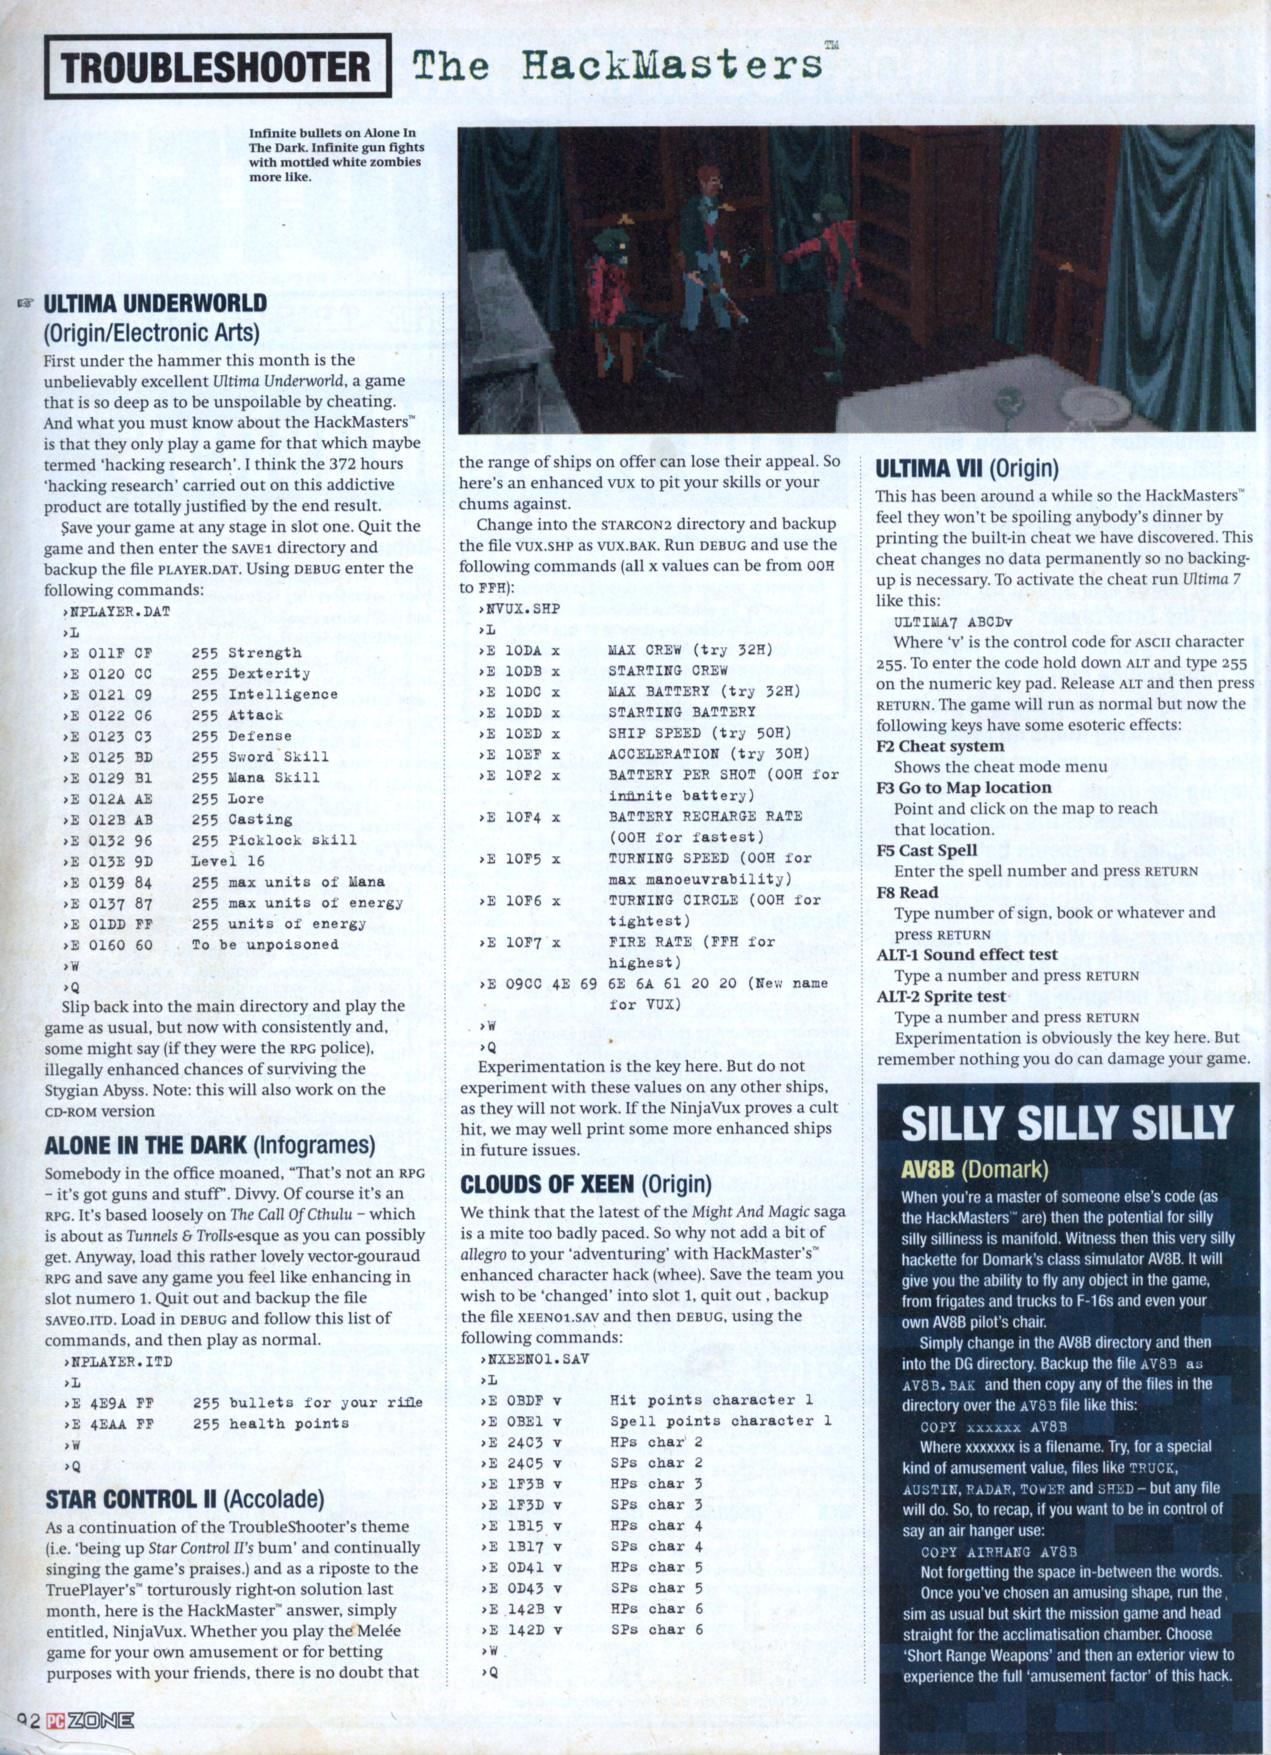 TROUBLESHOOTER The HackMasters™
Infinite bullets on Alone In
The Dark. Infinite gun fights
with mottled white zombies
more like.
☞ ULTIMA UNDERWORLD
(Origin/Electronic Arts)
First under the hammer this month is the
unbelievably excellent Ultima Underworld, a game
that is so deep as to be unspoilable by cheating.
And what you must know about the HackMasters™
is that they only play a game for that which maybe
termed ‘hacking research’. I think the 372 hours
‘hacking research’ carried out on this addictive
product are totally justified by the end result.
Save your game at any stage in slot one. Quit the
game and then enter the SAVE1 directory and
backup the file PLAYER.DAT. Using DEBUG enter the
following commands:
>NPLAYER.DAT
>L
>E 011F CF 255 Strength
>E 0120 CC 255 Dexterity
>E 0121 C9 255 Intelligence
>E 0122 C6 255 Attack
>E 0123 C3 255 Defense
>E 0125 BD 255 Sword Skill
>E 0129 B1 255 Mana Skill
>E 012A AE 255 Lore
>E 012B AB 255 Casting
>E 0132 96 255 Picklock skill
>E 013E 9D Level 16
>E 0139 84 255 max units of Mana
>E 0137 87 255 max units of energy
>E 01DD FF 255 units of energy
>E 0160 60 To be unpoisoned
>W
>Q
Slip back into the main directory and play the
game as usual, but now with consistently and,
some might say (if they were the RPG police),
illegally enhanced chances of surviving the
Stygian Abyss. Note: this will also work on the
CD-ROM version
ALONE IN THE DARK (Infogrames)
Somebody in the office moaned, “That’s not an RPG
– it’s got guns and stuff”. Divvy. Of course it’s an
RPG. It’s based loosely on The Call Of Cthulu – which
is about as Tunnels & Trolls-esque as you can possibly
get. Anyway, load this rather lovely vector-gouraud
RPG and save any game you feel like enhancing in
slot numero 1. Quit out and backup the file
SAVE0.ITD. Load in DEBUG and follow this list of
commands, and then play as normal.
>NPLAYER.ITD
>L
>E 4E9A FF 255 bullets for your rifle
>E 4EAA FF 255 health points
>W
>Q
STAR CONTROL II (Accolade)
As a continuation of the TroubleShooter’s theme
(i.e. ‘being up Star Control II’s bum’ and continually
singing the game’s praises.) and as a riposte to the
TruePlayer’s™ torturously right-on solution last
month, here is the HackMaster™ answer, simply
entitled, NinjaVux. Whether you play the Melée
game for your own amusement or for betting
purposes with your friends, there is no doubt that
the range of ships on offer can lose their appeal. So
here’s an enhanced VUX to pit your skills or your
chums against.
Change into the STARCON2 directory and backup
the file VUX.SHP as VUX.BAK. Run DEBUG and use the
following commands (all x values can be from 00H
to FFH):
>NVUX.SHP
>L
>E 10DA x MAX CREW (try 32H)
>E 10DB x STARTING CREW
>E 10DC x MAX BATTERY (try 32H)
>E 10DD x STARTING BATTERY
>E 10ED x SHIP SPEED (try 50H)
>E 10EF x ACCELERATION (try 30H)
>E 10F2 x BATTERY PER SHOT (00H for
infinite battery)
>E 10F4 x BATTERY RECHARGE RATE
(00H for fastest)
>E 10F5 x TURNING SPEED (00H for
max manoeuvrability)
>E 10F6 x TURNING CIRCLE (00H for
tightest)
>E 10F7 x FIRE RATE (FFH for
highest)
>E 09CC 4E 69 6E 6A 61 20 20 (New name
for VUX)
>W
>Q
Experimentation is the key here. But do not
experiment with these values on any other ships,
as they will not work. If the NinjaVux proves a cult
hit, we may well print some more enhanced ships
in future issues.
CLOUDS OF XEEN (Origin)
We think that the latest of the Might And Magic saga
is a mite too badly paced. So why not add a bit of
allegro to your ‘adventuring’ with HackMaster’s™
enhanced character hack (whee). Save the team you
wish to be ‘changed’ into slot 1, quit out , backup
the file XEEN01.SAV and then DEBUG, using the
following commands:
>NXEEN01.SAV
>L
>E 0BDF v Hit points character 1
>E 0BE1 v Spell points character 1
>E 24C3 v HPs char 2
>E 24C5 v SPs char 2
>E 1F3B v HPs char 3
>E 1F3D v SPs char 3
>E 1B15 v HPs char 4
>E 1B17 v SPs char 4
>E 0D41 v HPs char 5
>E 0D43 v SPs char 5
>E 142B v HPs char 6
>E 142D v SPs char 6
>W
>Q
ULTIMA VII (Origin)
This has been around a while so the HackMasters™
feel they won’t be spoiling anybody’s dinner by
printing the built-in cheat we have discovered. This
cheat changes no data permanently so no backing-
up is necessary. To activate the cheat run Ultima 7
like this:
ULTIMA7 ABCDv
Where ‘v’ is the control code for ASCII character
255. To enter the code hold down ALT and type 255
on the numeric key pad. Release ALT and then press
RETURN. The game will run as normal but now the
following keys have some esoteric effects:
F2 Cheat system
Shows the cheat mode menu
F3 Go to Map location
Point and click on the map to reach
that location.
F5 Cast Spell
Enter the spell number and press RETURN
F8 Read
Type number of sign, book or whatever and
press RETURN
ALT-1 Sound effect test
Type a number and press RETURN
ALT-2 Sprite test
Type a number and press RETURN
Experimentation is obviously the key here. But
remember nothing you do can damage your game.
SILLY SILLY SILLY
AV8B (Domark)
When you’re a master of someone else’s code (as
the HackMasters™ are) then the potential for silly
silly silliness is manifold. Witness then this very silly
hackette for Domark’s class simulator AV8B. It will
give you the ability to fly any object in the game,
from frigates and trucks to F-16s and even your
own AV8B pilot’s chair.
Simply change in the AV8B directory and then
into the DG directory. Backup the file AV8B as
AV8B.BAK and then copy any of the files in the
directory over the AV8B file like this:
COPY xxxxxx AV8B
Where xxxxxxx is a filename. Try, for a special
kind of amusement value, files like TRUCK,
AUSTIN, RADAR, TOWER and SHED – but any file
will do. So, to recap, if you want to be in control of
say an air hanger use:
COPY AIRHANG AV8B
Not forgetting the space in-between the words.
Once you’ve chosen an amusing shape, run the
sim as usual but skirt the mission game and head
straight for the acclimatisation chamber. Choose
‘Short Range Weapons’ and then an exterior view to
experience the full ‘amusement factor’ of this hack.
92 PC ZONE